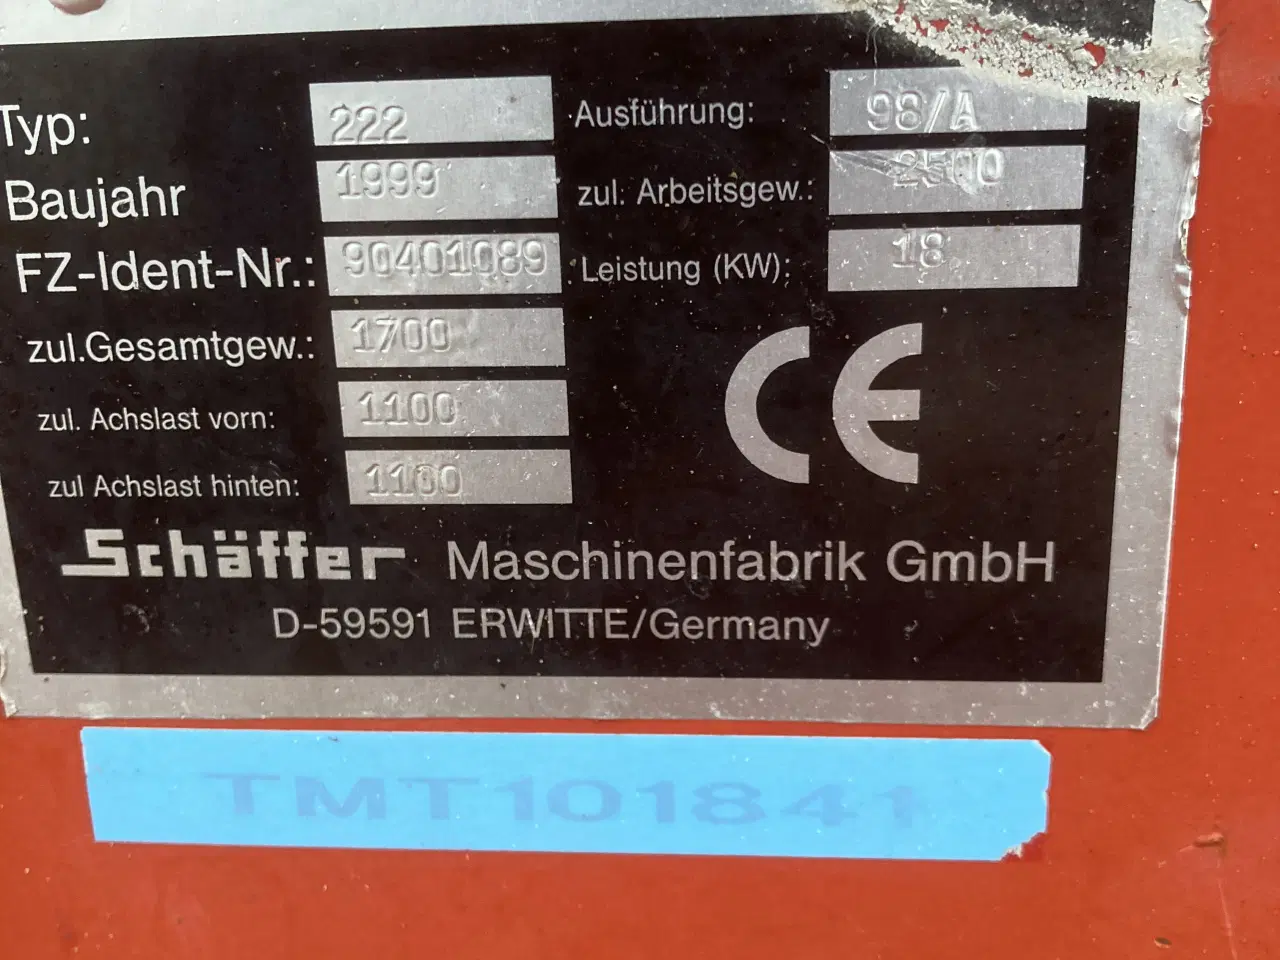 Typ: 222 Ausführung: 98/A
Baujahr 1999 zul. Arbeitsgew.: 2500
FZ-Ident-Nr.: 90401089 Leistung (KW): 18
zul.Gesamtgew.: 1700
zul. Achslast vorn: 1100
zul Achslast hinten: 1100
CE
Schäffer Maschinenfabrik GmbH
D-59591 ERWITTE/Germany
TMT101841